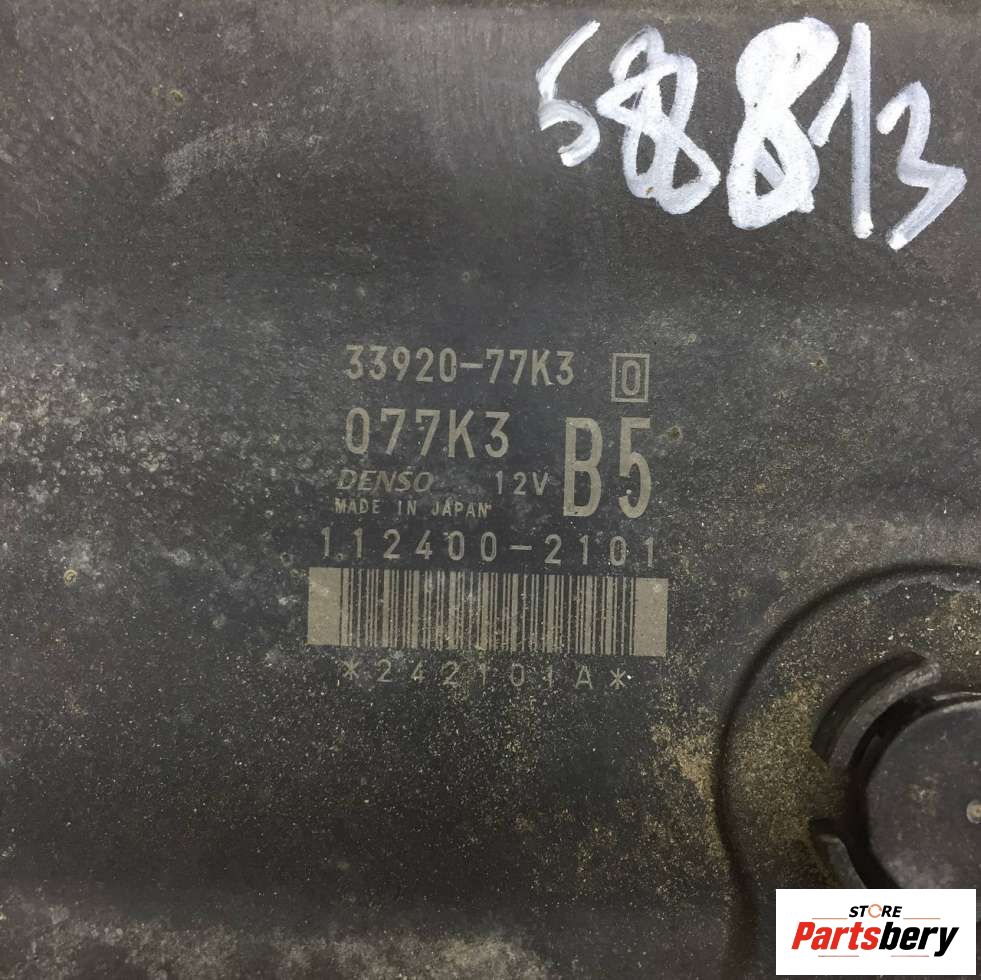 58813
33920-77K3 0
077K3 B5
DENSO 12V
MADE IN JAPAN
112400-2101
*242101A*
STORE
Partsbery